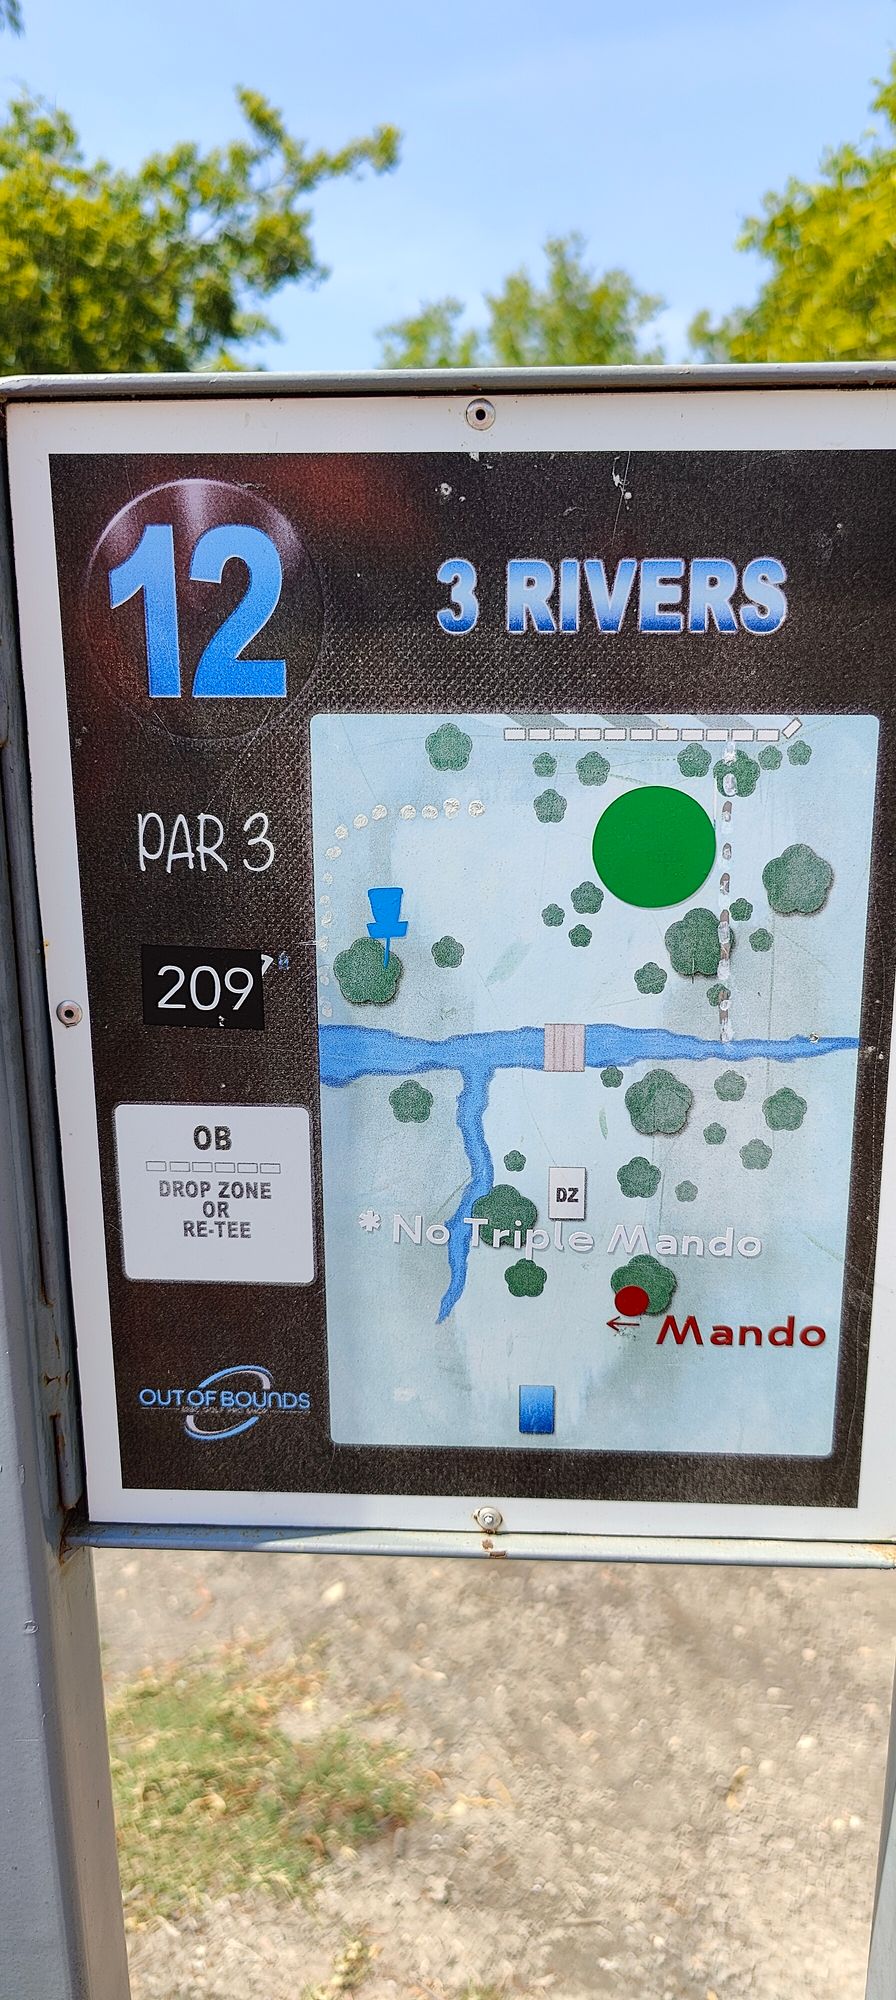 12
3 RIVERS
PAR 3
209
OB
DROP ZONE
OR
RE-TEE
DZ
* No Triple Mando
Mando
OUT OF BOUNDS